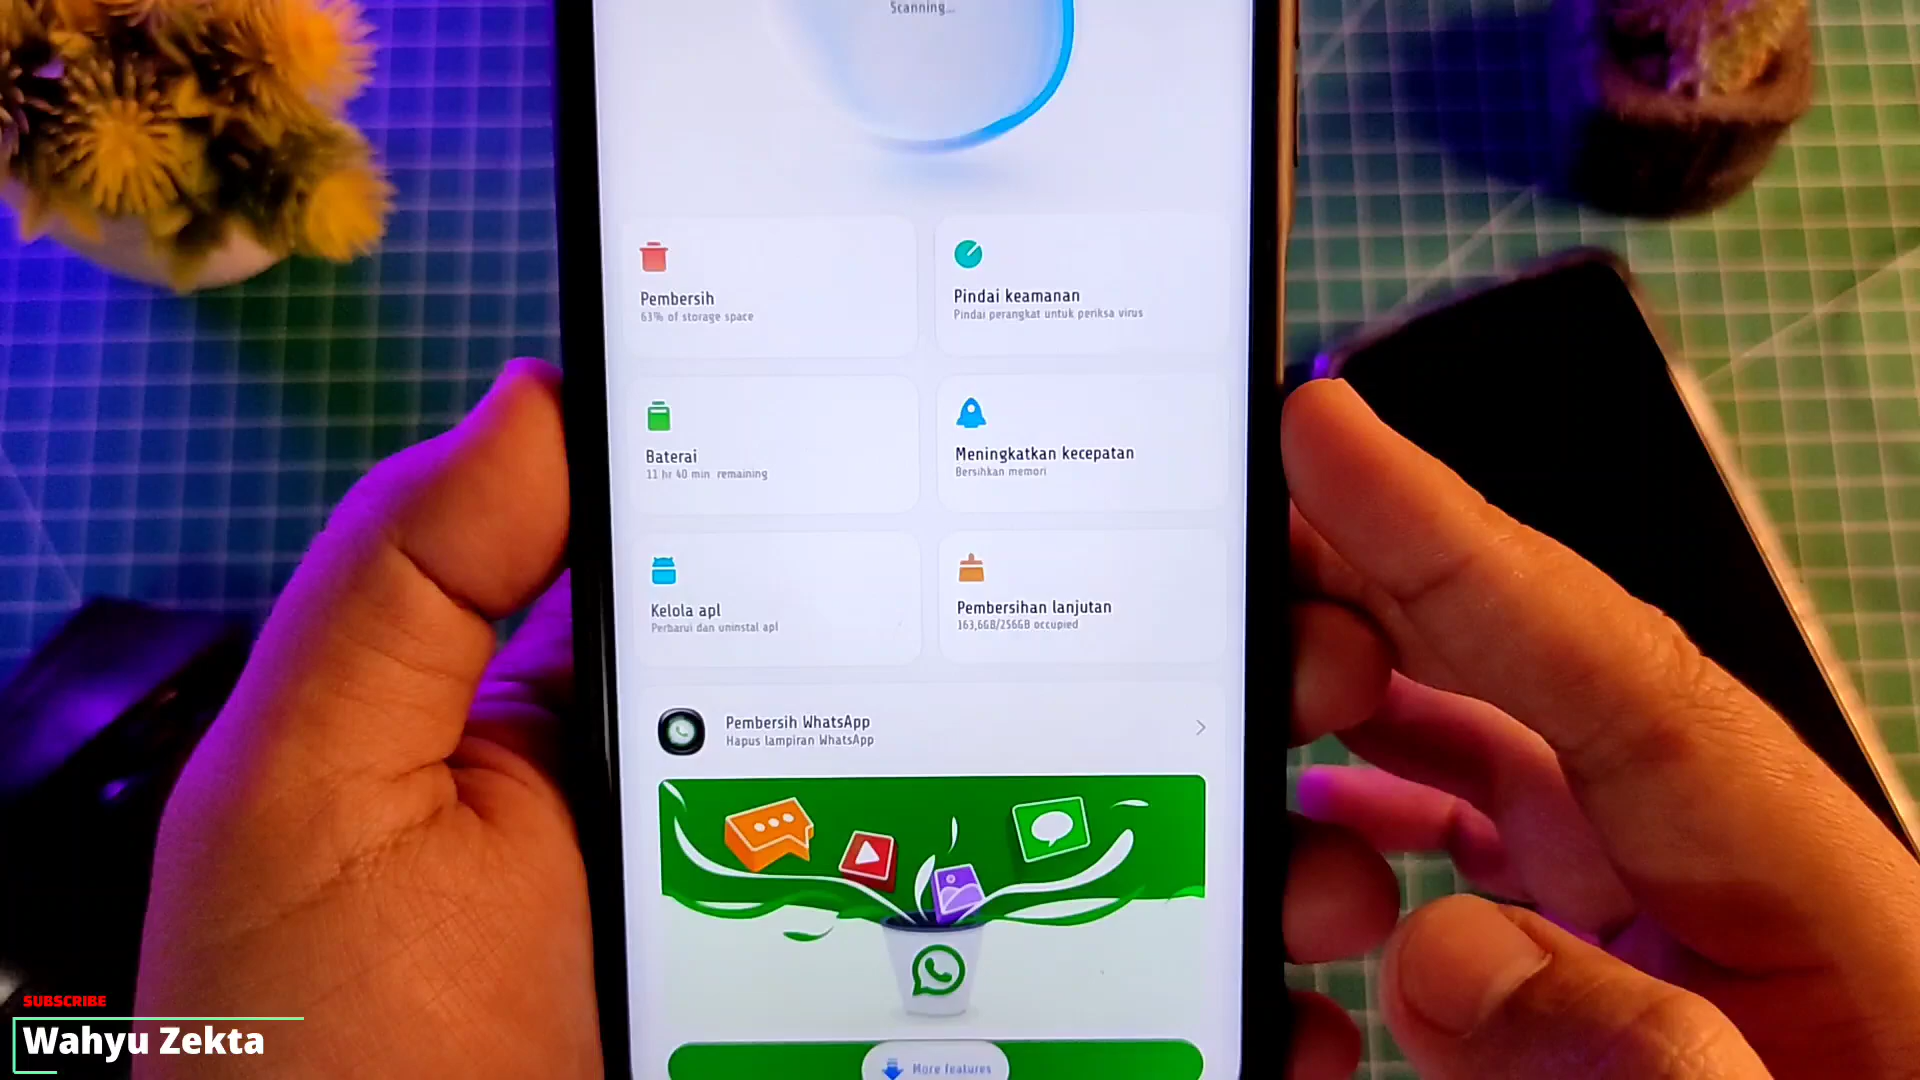 Scanning...
Pembersih
63% of storage space
Pindai keamanan
Pindai perangkat untuk periksa virus
Baterai
11 hr 40 min remaining
Meningkatkan kecepatan
Bersihkan memori
Kelola apl
Perbarui dan uninstal apl
Pembersihan lanjutan
163,6GB/256GB occupied
Pembersih WhatsApp
Hapus lampiran WhatsApp
More features
SUBSCRIBE
Wahyu Zekta